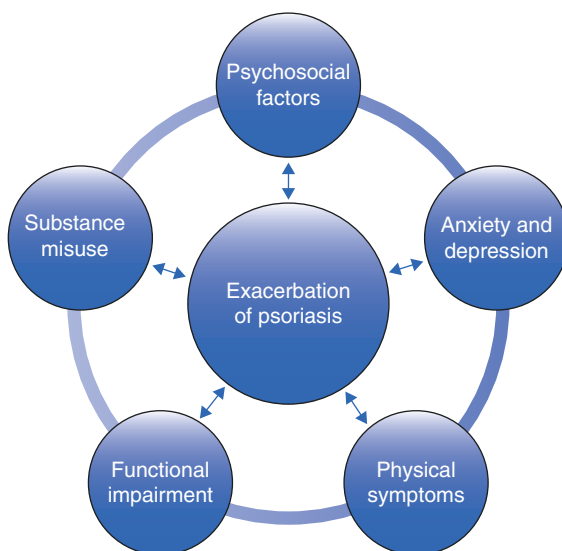 Psychosocial
factors
Substance
misuse
Anxiety and
depression
Exacerbation
of psoriasis
Functional
impairment
Physical
symptoms